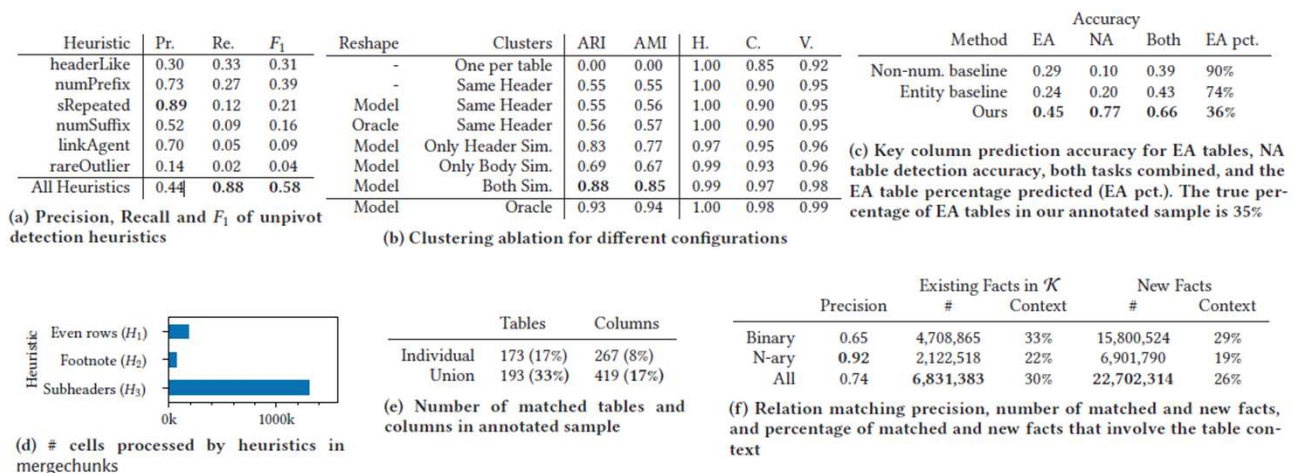 Heuristic Pr. Re. F1
headerLike 0.30 0.33 0.31
numPrefix 0.73 0.27 0.39
sRepeated 0.89 0.12 0.21
numSuffix 0.52 0.09 0.16
linkAgent 0.70 0.05 0.09
rareOutlier 0.14 0.02 0.04
All Heuristics 0.44 0.88 0.58
(a) Precision, Recall and F1 of unpivot
detection heuristics
Reshape Clusters ARI AMI H. C. V.
- One per table 0.00 0.00 1.00 0.85 0.92
- Same Header 0.55 0.55 1.00 0.90 0.95
Model Same Header 0.55 0.56 1.00 0.90 0.95
Oracle Same Header 0.56 0.57 1.00 0.90 0.95
Model Only Header Sim. 0.83 0.77 0.97 0.95 0.96
Model Only Body Sim. 0.69 0.67 0.99 0.93 0.96
Model Both Sim. 0.88 0.85 0.99 0.97 0.98
Model Oracle 0.93 0.94 1.00 0.98 0.99
(b) Clustering ablation for different configurations
Accuracy
Method EA NA Both EA pct.
Non-num. baseline 0.29 0.10 0.39 90%
Entity baseline 0.24 0.20 0.43 74%
Ours 0.45 0.77 0.66 36%
(c) Key column prediction accuracy for EA tables, NA
table detection accuracy, both tasks combined, and the
EA table percentage predicted (EA pct.). The true per-
centage of EA tables in our annotated sample is 35%
Heuristic
Even rows (H1)
Footnote (H2)
Subheaders (H3)
0k 1000k
(d) # cells processed by heuristics in
mergechunks
Tables Columns
Individual 173 (17%) 267 (8%)
Union 193 (33%) 419 (17%)
(e) Number of matched tables and
columns in annotated sample
Existing Facts in K New Facts
Precision # Context # Context
Binary 0.65 4,708,865 33% 15,800,524 29%
N-ary 0.92 2,122,518 22% 6,901,790 19%
All 0.74 6,831,383 30% 22,702,314 26%
(f) Relation matching precision, number of matched and new facts,
and percentage of matched and new facts that involve the table con-
text